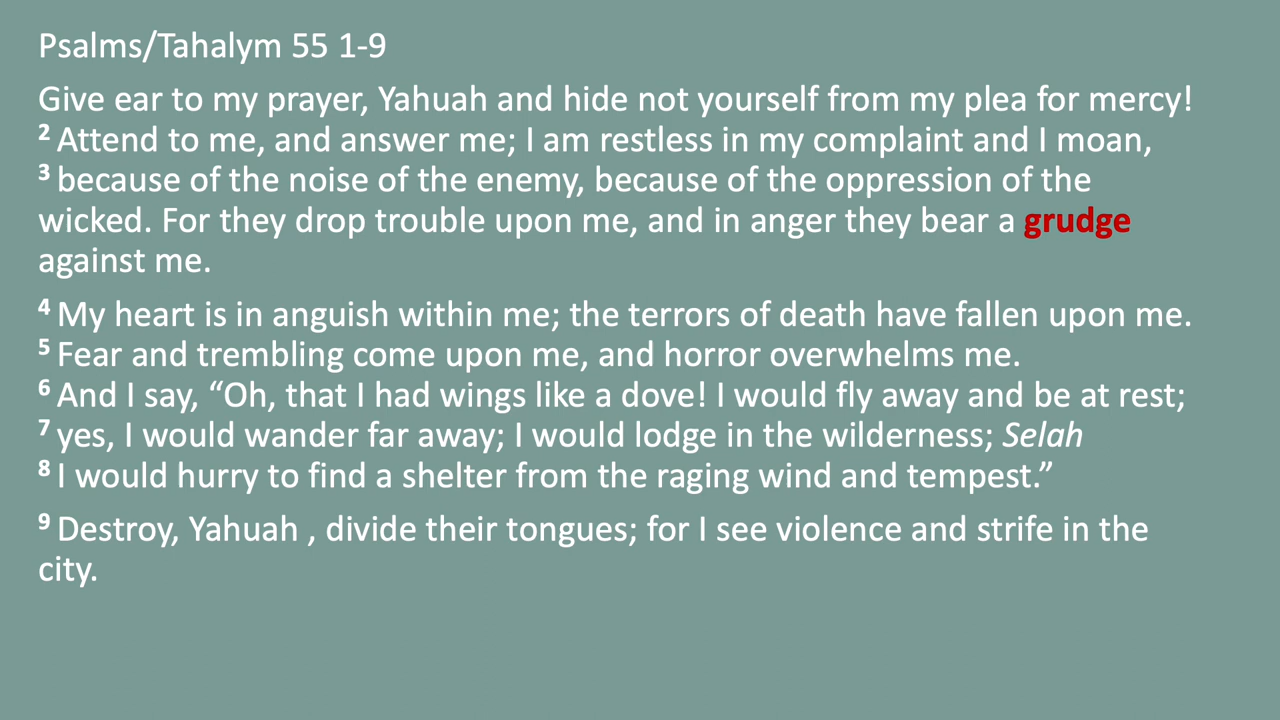 Psalms/Tahalym 55 1-9
Give ear to my prayer, Yahuah and hide not yourself from my plea for mercy!
2 Attend to me, and answer me; I am restless in my complaint and I moan,
3 because of the noise of the enemy, because of the oppression of the
wicked. For they drop trouble upon me, and in anger they bear a grudge
against me.
4 My heart is in anguish within me; the terrors of death have fallen upon me.
5 Fear and trembling come upon me, and horror overwhelms me.
6 And I say, “Oh, that I had wings like a dove! I would fly away and be at rest;
7 yes, I would wander far away; I would lodge in the wilderness; Selah
8 I would hurry to find a shelter from the raging wind and tempest.”
9 Destroy, Yahuah , divide their tongues; for I see violence and strife in the
city.